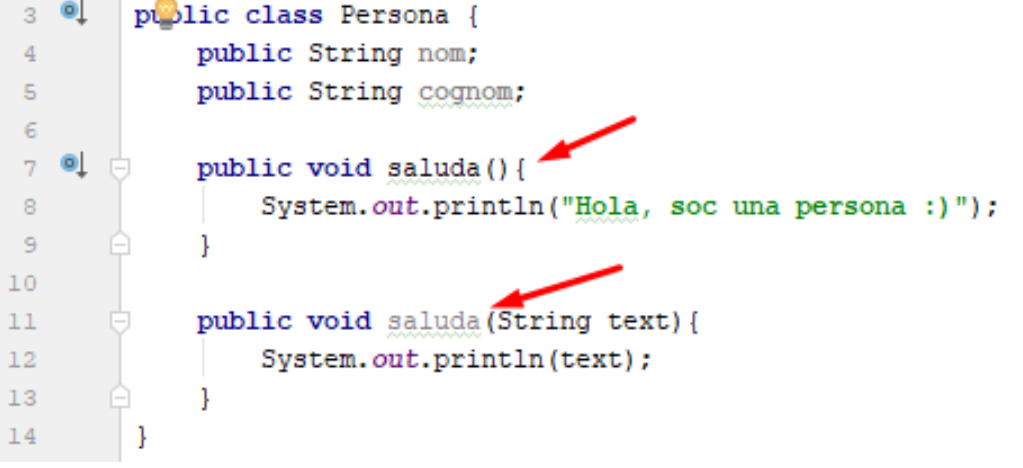 3 public class Persona {
4 public String nom;
5 public String cognom;
6
7 public void saluda(){
8 System.out.println("Hola, soc una persona :)");
9 }
10
11 public void saluda(String text){
12 System.out.println(text);
13 }
14 }